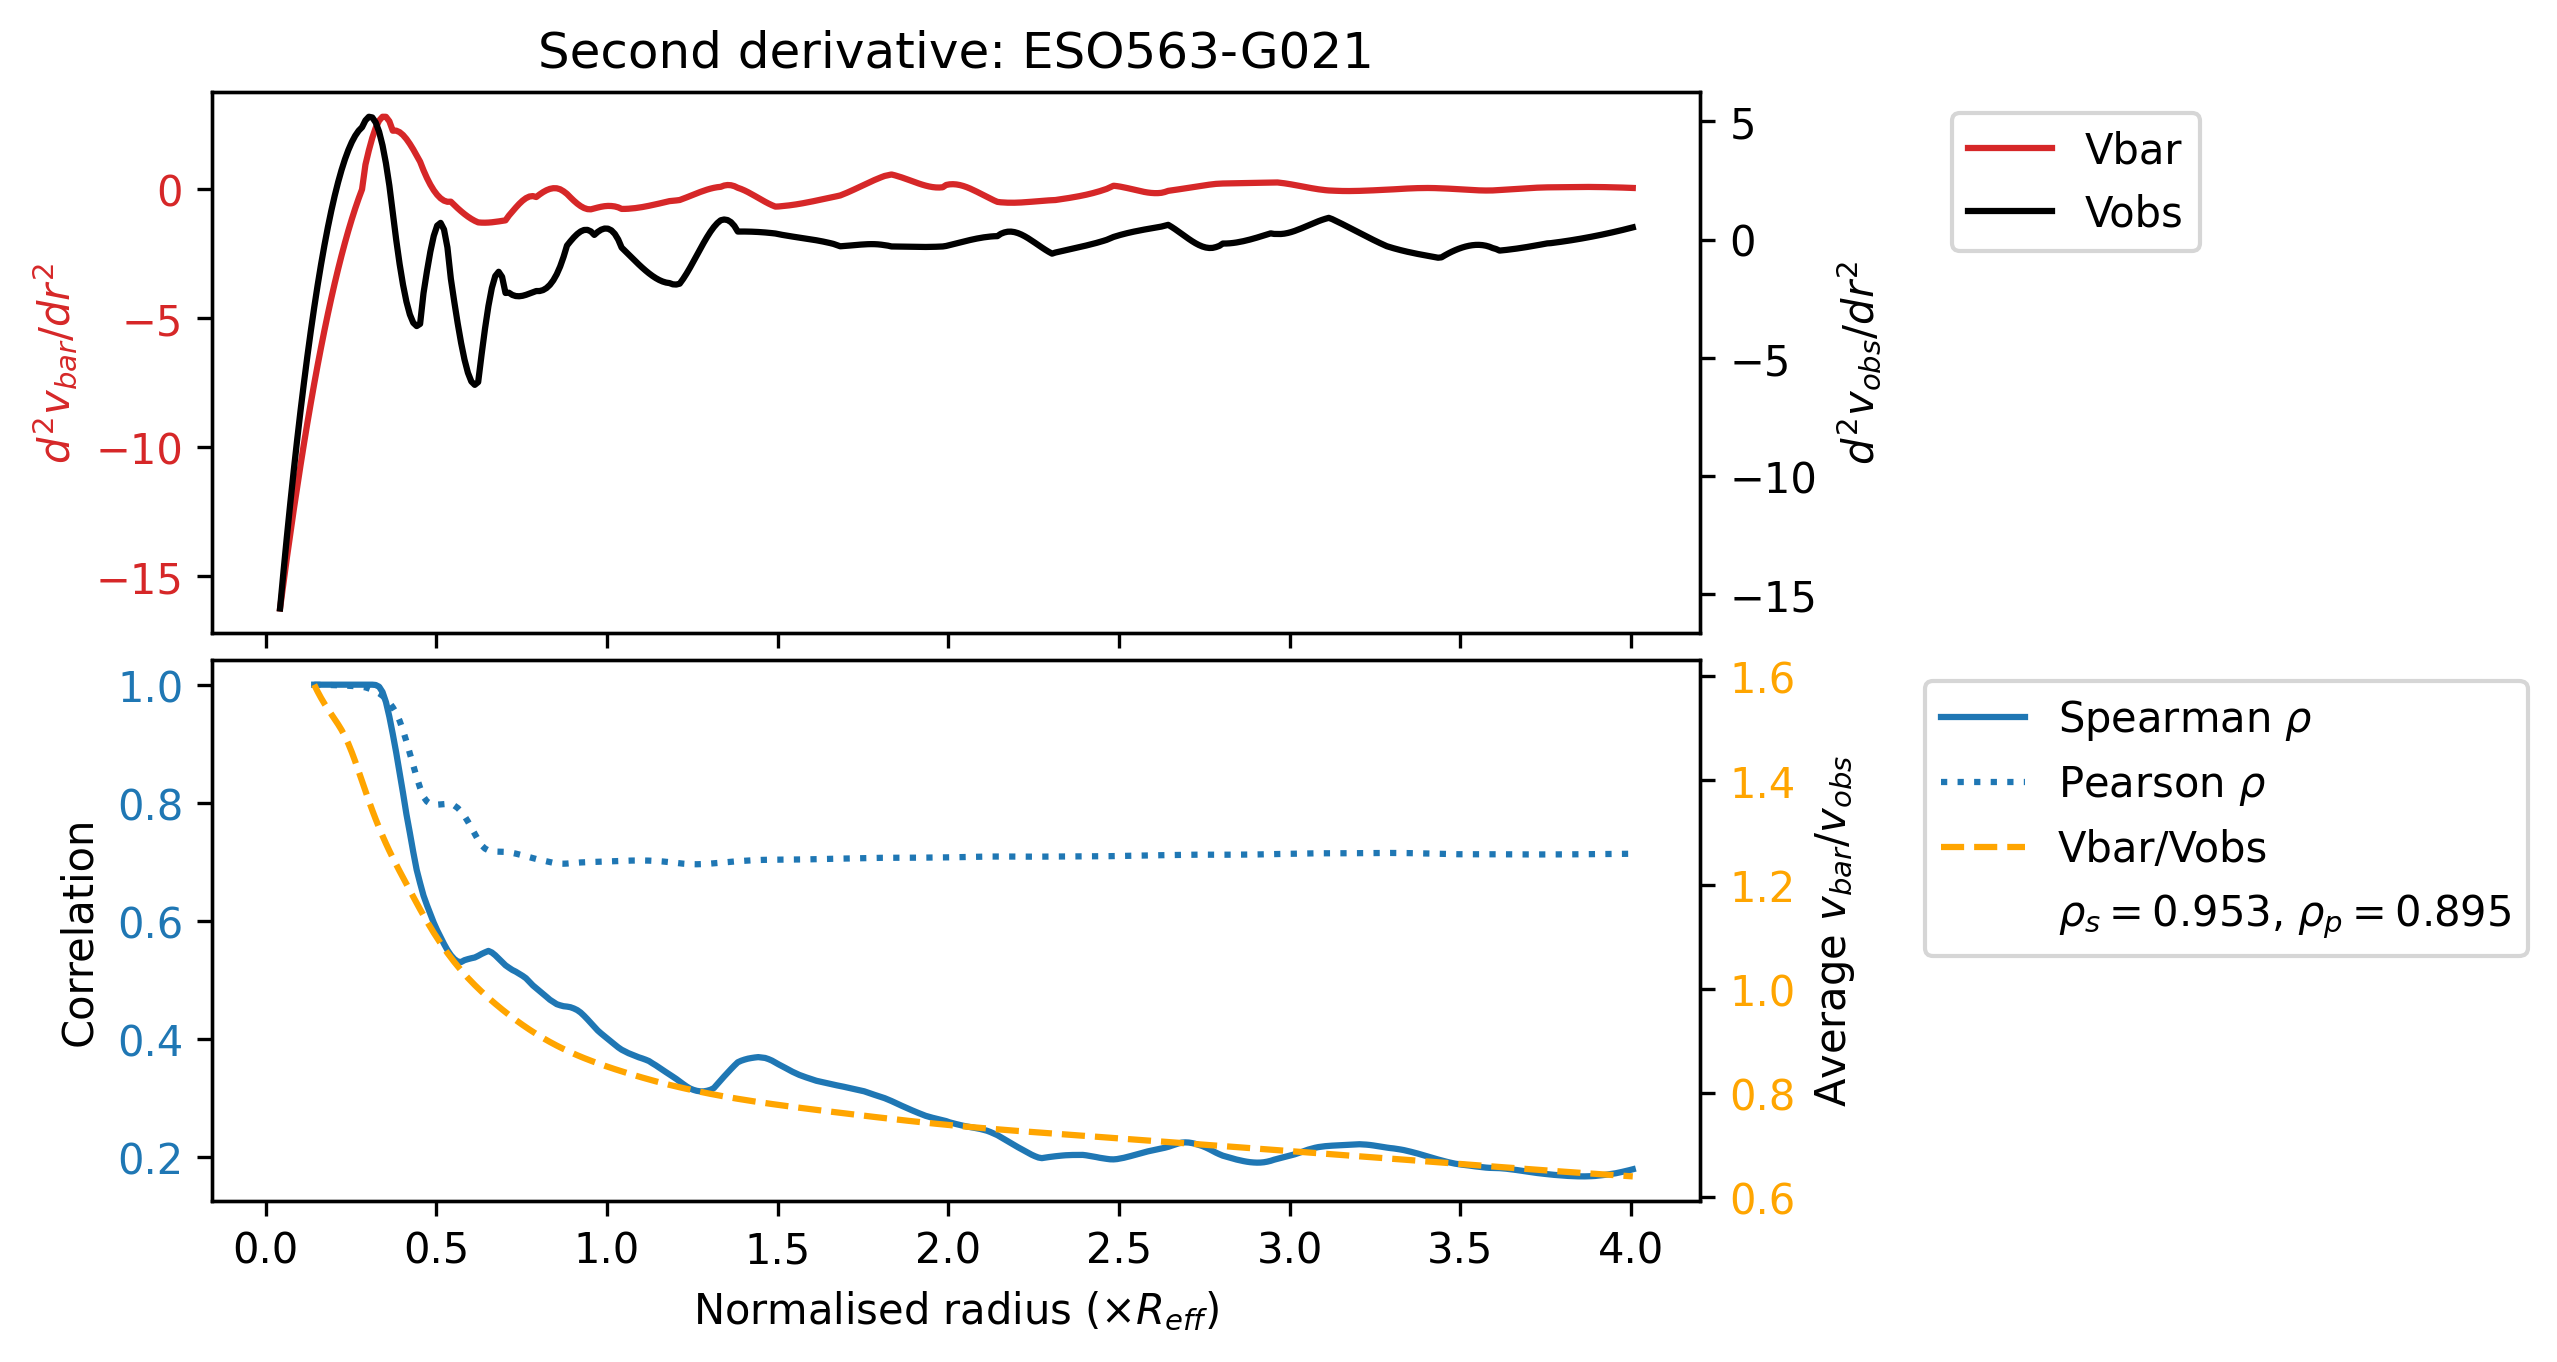 Second derivative: ESO563-G021
d²v_bar/dr²
0
−5
−10
−15
5
0
−5
−10
−15
d²v_obs/dr²
Vbar
Vobs
Correlation
1.0
0.8
0.6
0.4
0.2
1.6
1.4
1.2
1.0
0.8
0.6
Average v_bar/v_obs
Spearman ρ
Pearson ρ
Vbar/Vobs
ρ_s = 0.953, ρ_p = 0.895
0.0 0.5 1.0 1.5 2.0 2.5 3.0 3.5 4.0
Normalised radius (×R_eff)